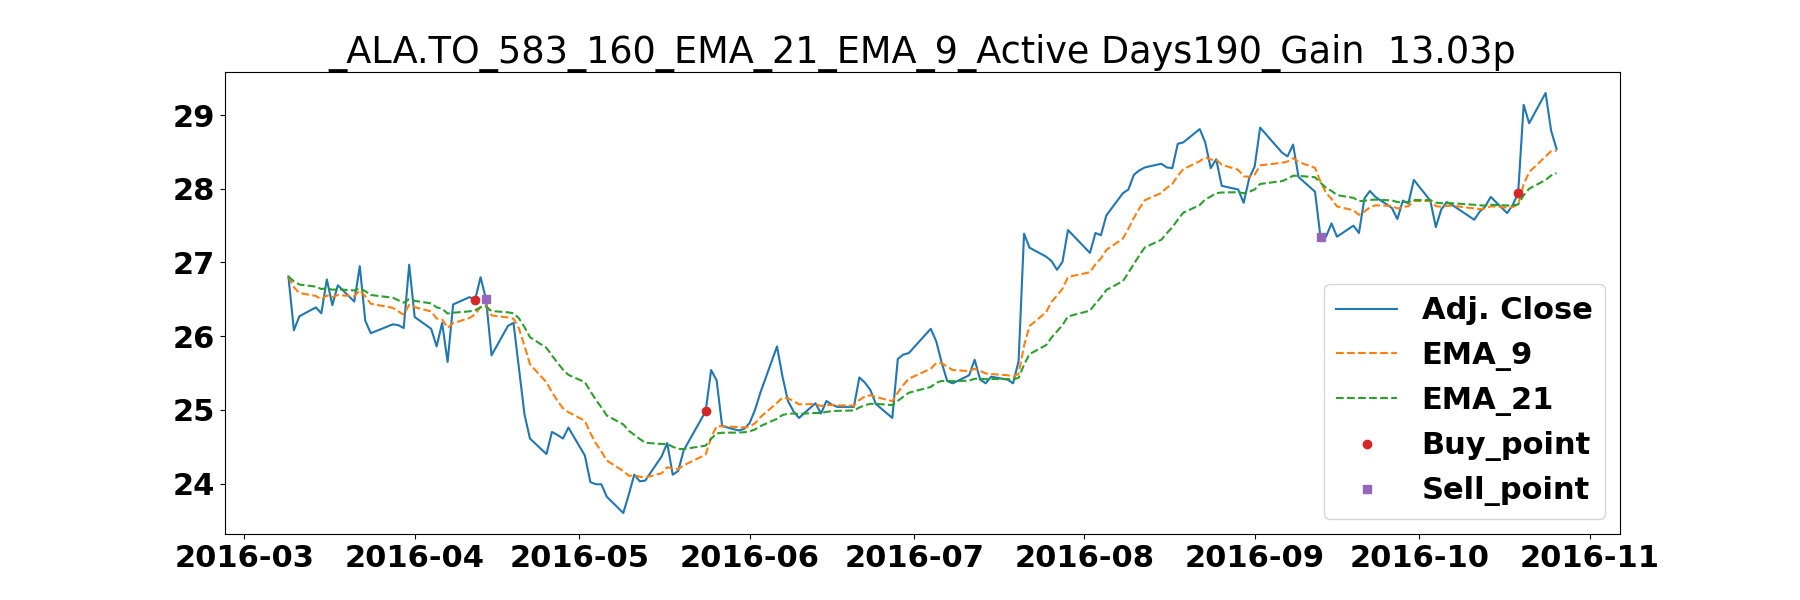 _ALA.TO_583_160_EMA_21_EMA_9_Active Days190_Gain  13.03p
29
28
27
26
25
24
Adj. Close
EMA_9
EMA_21
Buy_point
Sell_point
2016-03 2016-04 2016-05 2016-06 2016-07 2016-08 2016-09 2016-10 2016-11